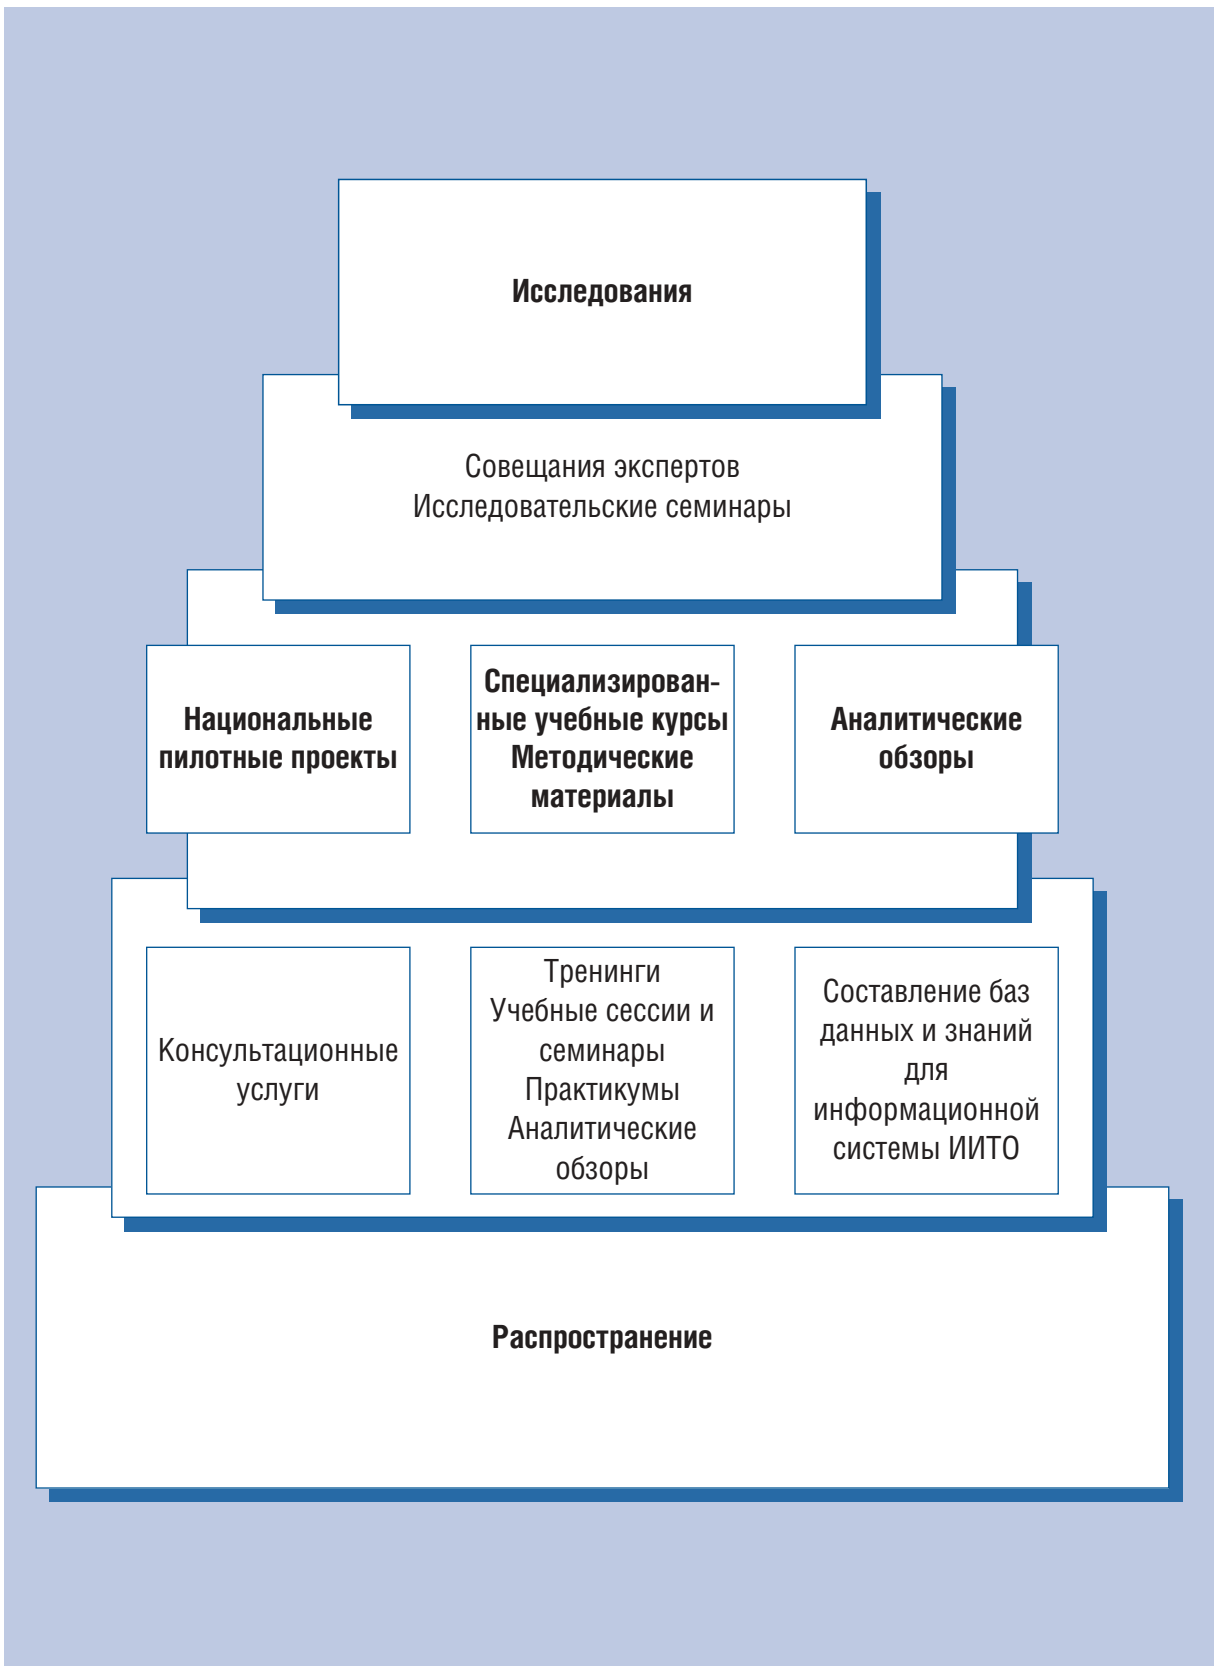 Исследования
Совещания экспертов
Исследовательские семинары
Национальные
пилотные проекты
Специализирован-
ные учебные курсы
Методические
материалы
Аналитические
обзоры
Консультационные
услуги
Тренинги
Учебные сессии и
семинары
Практикумы
Аналитические
обзоры
Составление баз
данных и знаний
для
информационной
системы ИИТО
Распространение